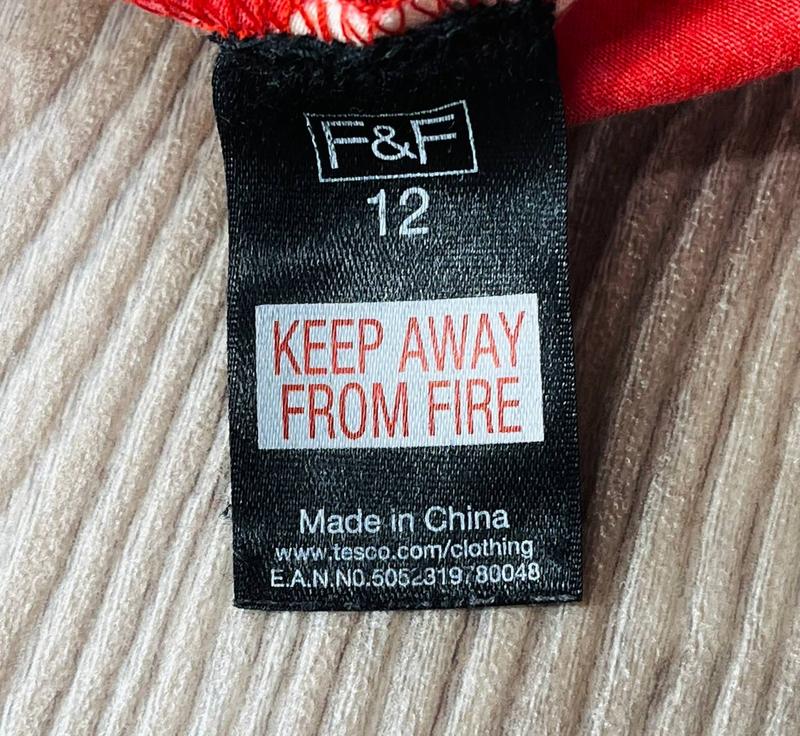 F&F
12
KEEP AWAY
FROM FIRE
Made in China
www.tesco.com/clothing
E.A.N.N0.5052319780048